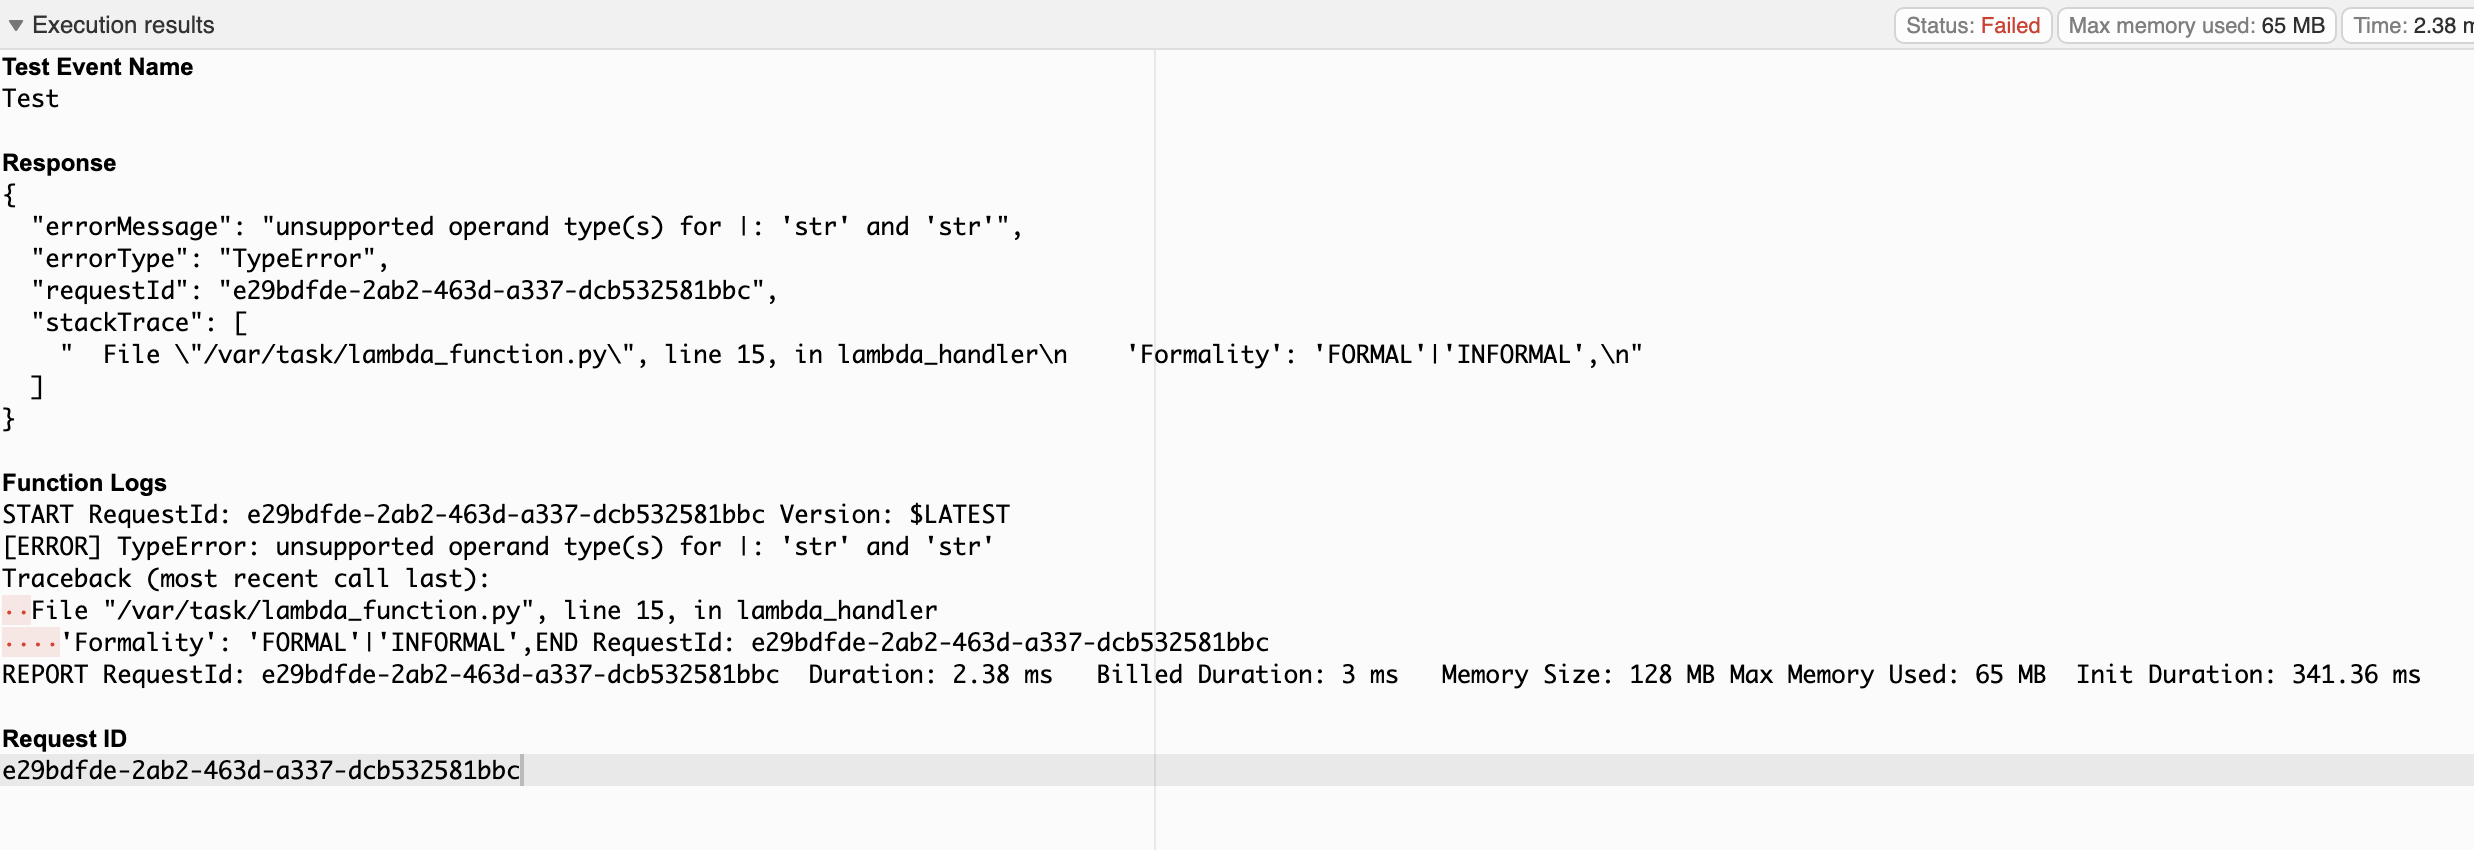 Execution results
Status: Failed
Max memory used: 65 MB
Time: 2.38
Test Event Name
Test
Response
{
  "errorMessage": "unsupported operand type(s) for |: 'str' and 'str'",
  "errorType": "TypeError",
  "requestId": "e29bdfde-2ab2-463d-a337-dcb532581bbc",
  "stackTrace": [
    "  File \"/var/task/lambda_function.py\", line 15, in lambda_handler\n    'Formality': 'FORMAL'|'INFORMAL',\n"
  ]
}
Function Logs
START RequestId: e29bdfde-2ab2-463d-a337-dcb532581bbc Version: $LATEST
[ERROR] TypeError: unsupported operand type(s) for |: 'str' and 'str'
Traceback (most recent call last):
··File "/var/task/lambda_function.py", line 15, in lambda_handler
····'Formality': 'FORMAL'|'INFORMAL',END RequestId: e29bdfde-2ab2-463d-a337-dcb532581bbc
REPORT RequestId: e29bdfde-2ab2-463d-a337-dcb532581bbc  Duration: 2.38 ms   Billed Duration: 3 ms   Memory Size: 128 MB Max Memory Used: 65 MB  Init Duration: 341.36 ms
Request ID
e29bdfde-2ab2-463d-a337-dcb532581bbc